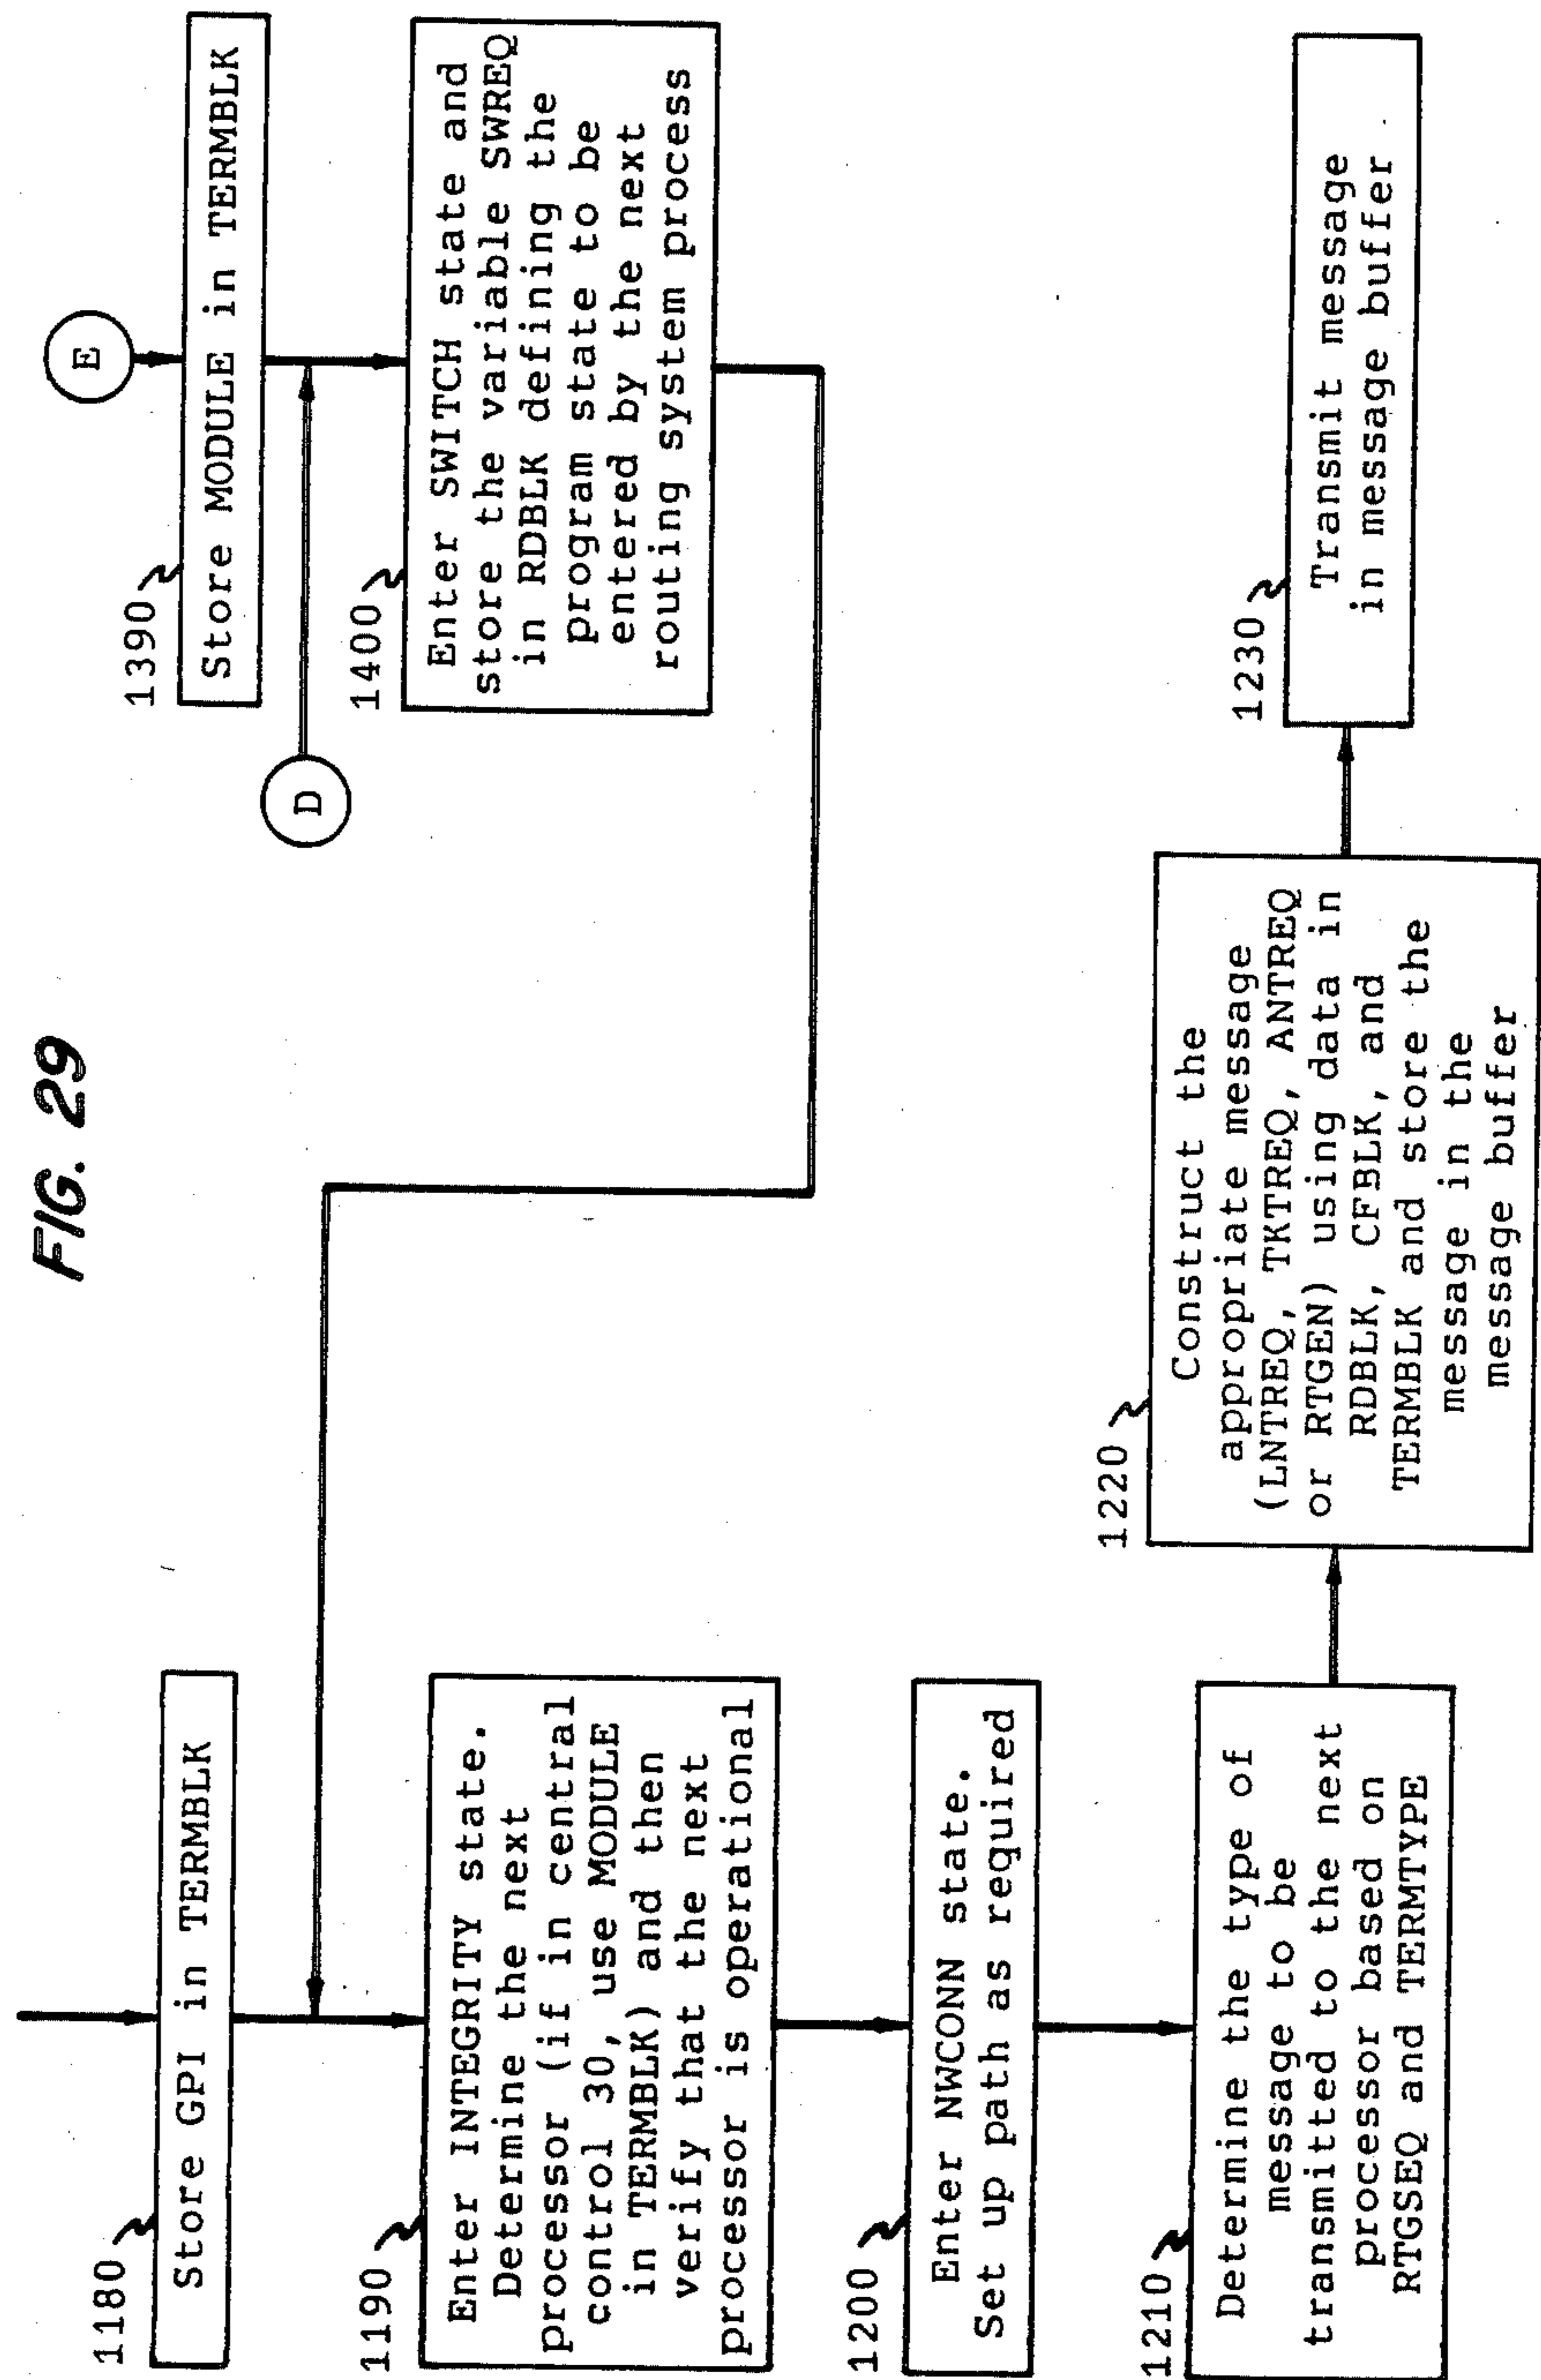 FIG. 29
1180
Store GPI in TERMBLK
1190
Enter INTEGRITY state.
Determine the next
processor (if in central
control 30, use MODULE
in TERMBLK) and then
verify that the next
processor is operational
1200
Enter NWCONN state.
Set up path as required
1210
Determine the type of
message to be
transmitted to the next
processor based on
RTGSEQ and TERMTYPE
1220
Construct the
appropriate message
(LNTREQ, TKTREQ, ANTREQ
or RTGEN) using data in
RDBLK, CFBLK, and
TERMBLK and store the
message in the
message buffer
1230
Transmit message
in message buffer
E
1390
Store MODULE in TERMBLK
D
1400
Enter SWITCH state and
store the variable SWREQ
in RDBLK defining the
program state to be
entered by the next
routing system process